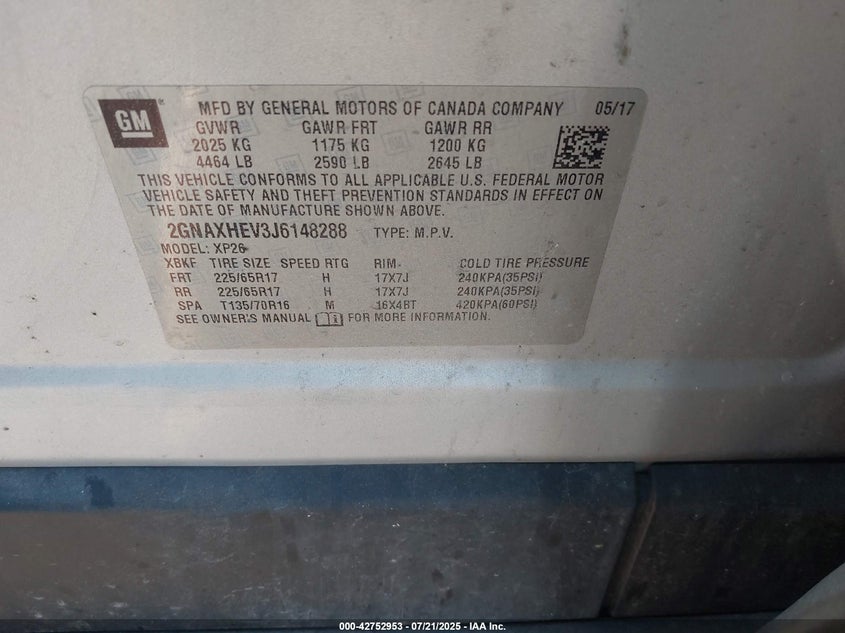 GM
MFD BY GENERAL MOTORS OF CANADA COMPANY 05/17
GVWR GAWR FRT GAWR RR
2025 KG 1175 KG 1200 KG
4464 LB 2590 LB 2645 LB
THIS VEHICLE CONFORMS TO ALL APPLICABLE U.S. FEDERAL MOTOR
VEHICLE SAFETY AND THEFT PREVENTION STANDARDS IN EFFECT ON
THE DATE OF MANUFACTURE SHOWN ABOVE.
2GNAXHEV3J6148288 TYPE: M.P.V.
MODEL: XP26
XBKF TIRE SIZE SPEED RTG RIM COLD TIRE PRESSURE
FRT 225/65R17 H 17X7J 240KPA(35PSI)
RR 225/65R17 H 17X7J 240KPA(35PSI)
SPA T135/70R16 M 16X4BT 420KPA(60PSI)
SEE OWNER'S MANUAL FOR MORE INFORMATION.
000-42752953 - 07/21/2025 - IAA Inc.